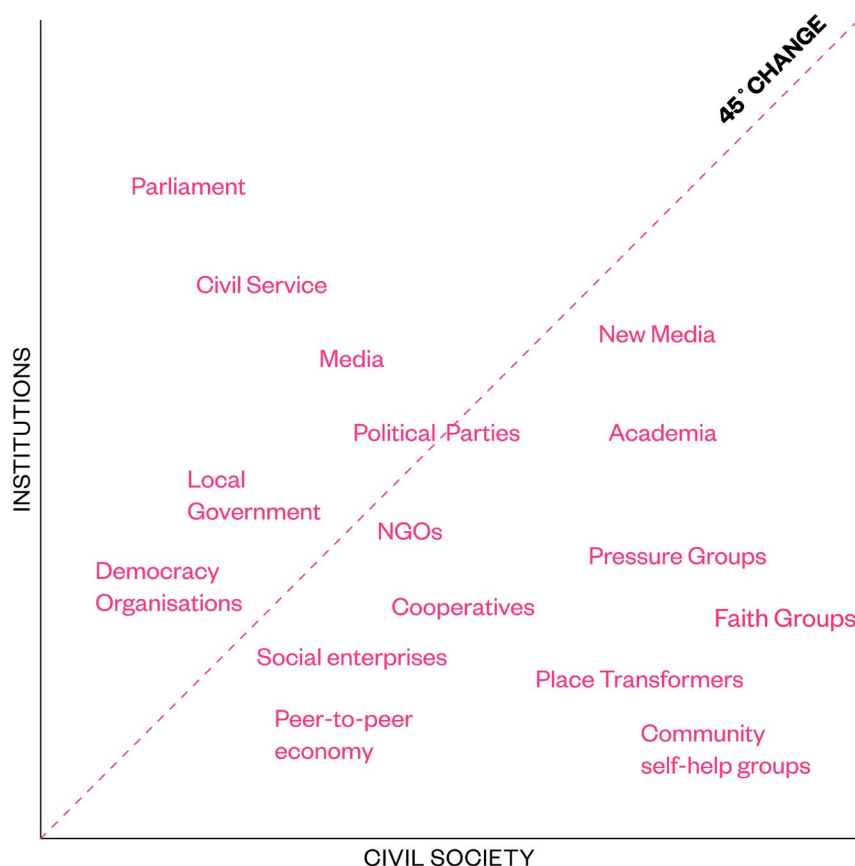 45° CHANGE
Parliament
Civil Service
New Media
Media
Political Parties
Academia
INSTITUTIONS
Local
Government
NGOs
Pressure Groups
Democracy
Organisations
Cooperatives
Faith Groups
Social enterprises
Place Transformers
Peer-to-peer
economy
Community
self-help groups
CIVIL SOCIETY